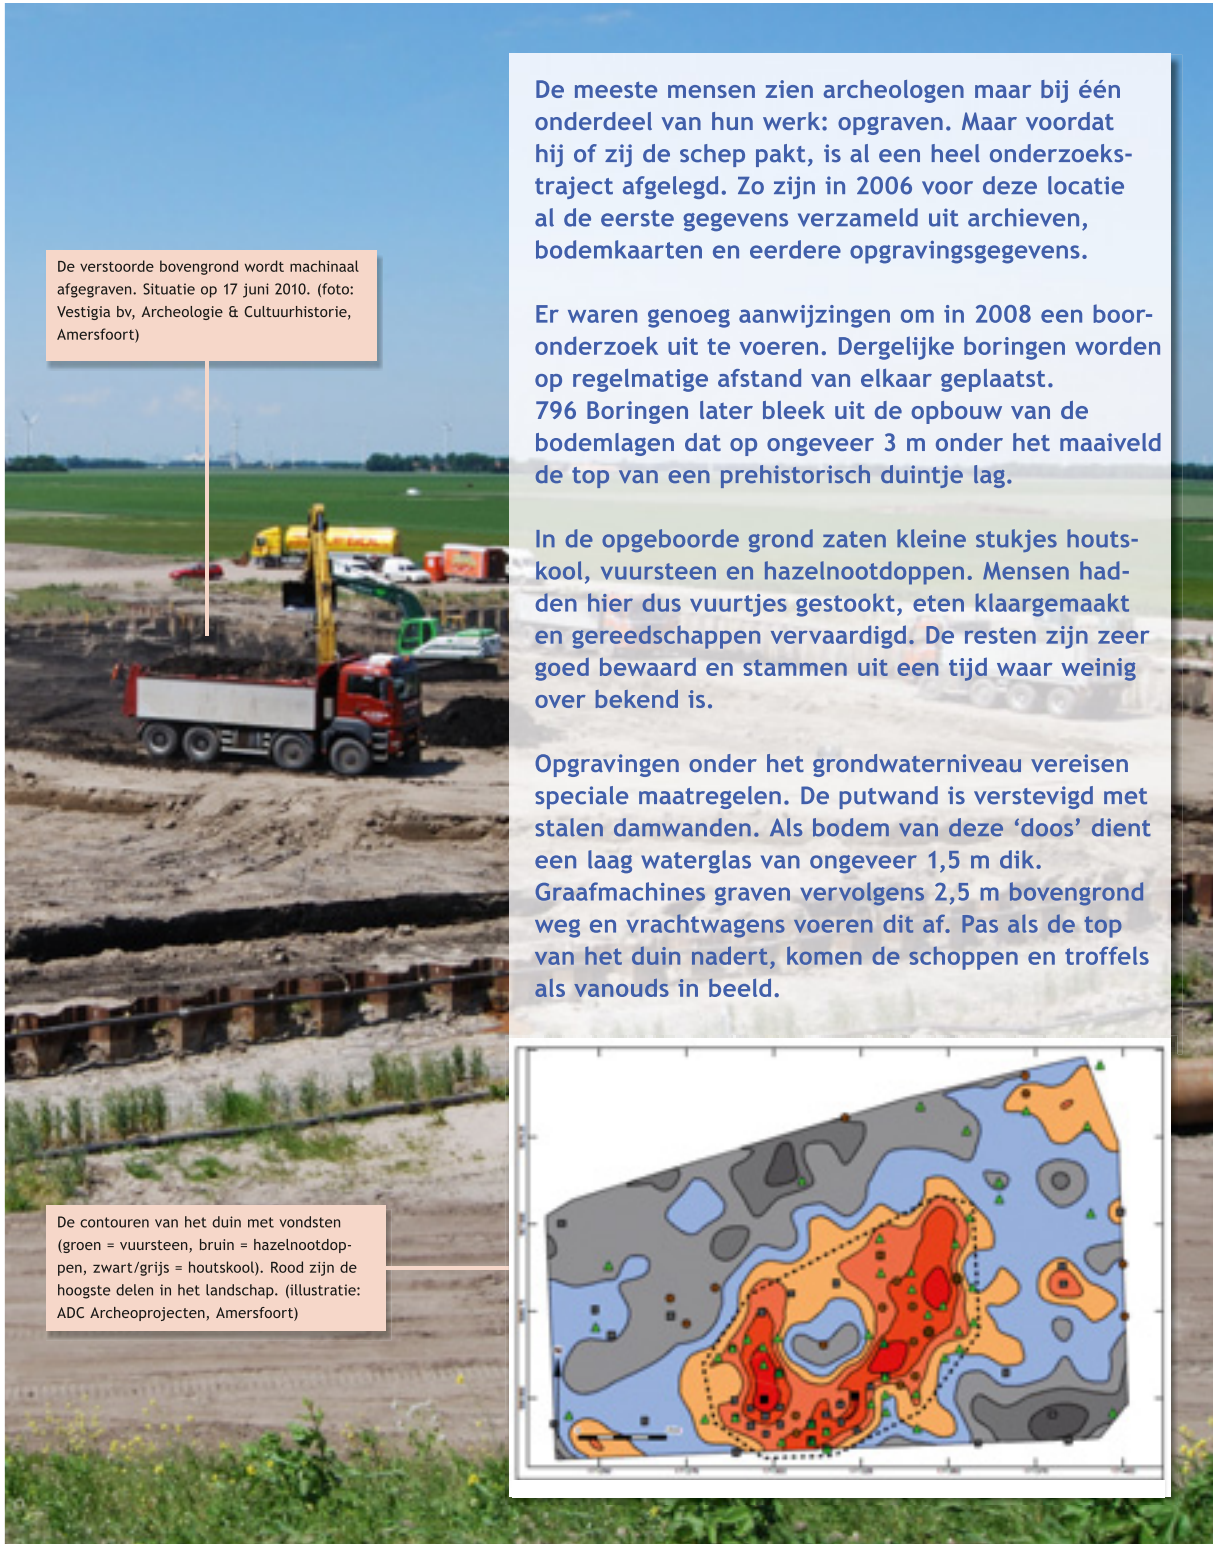 De meeste mensen zien archeologen maar bij één
onderdeel van hun werk: opgraven. Maar voordat
hij of zij de schep pakt, is al een heel onderzoeks-
traject afgelegd. Zo zijn in 2006 voor deze locatie
al de eerste gegevens verzameld uit archieven,
bodemkaarten en eerdere opgravingsgegevens.
Er waren genoeg aanwijzingen om in 2008 een boor-
onderzoek uit te voeren. Dergelijke boringen worden
op regelmatige afstand van elkaar geplaatst.
796 Boringen later bleek uit de opbouw van de
bodemlagen dat op ongeveer 3 m onder het maaiveld
de top van een prehistorisch duintje lag.
In de opgeboorde grond zaten kleine stukjes houts-
kool, vuursteen en hazelnootdoppen. Mensen had-
den hier dus vuurtjes gestookt, eten klaargemaakt
en gereedschappen vervaardigd. De resten zijn zeer
goed bewaard en stammen uit een tijd waar weinig
over bekend is.
Opgravingen onder het grondwaterniveau vereisen
speciale maatregelen. De putwand is verstevigd met
stalen damwanden. Als bodem van deze ‘doos’ dient
een laag waterglas van ongeveer 1,5 m dik.
Graafmachines graven vervolgens 2,5 m bovengrond
weg en vrachtwagens voeren dit af. Pas als de top
van het duin nadert, komen de schoppen en troffels
als vanouds in beeld.
De verstoorde bovengrond wordt machinaal
afgegraven. Situatie op 17 juni 2010. (foto:
Vestigia bv, Archeologie & Cultuurhistorie,
Amersfoort)
De contouren van het duin met vondsten
(groen = vuursteen, bruin = hazelnootdop-
pen, zwart/grijs = houtskool). Rood zijn de
hoogste delen in het landschap. (illustratie:
ADC Archeoprojecten, Amersfoort)